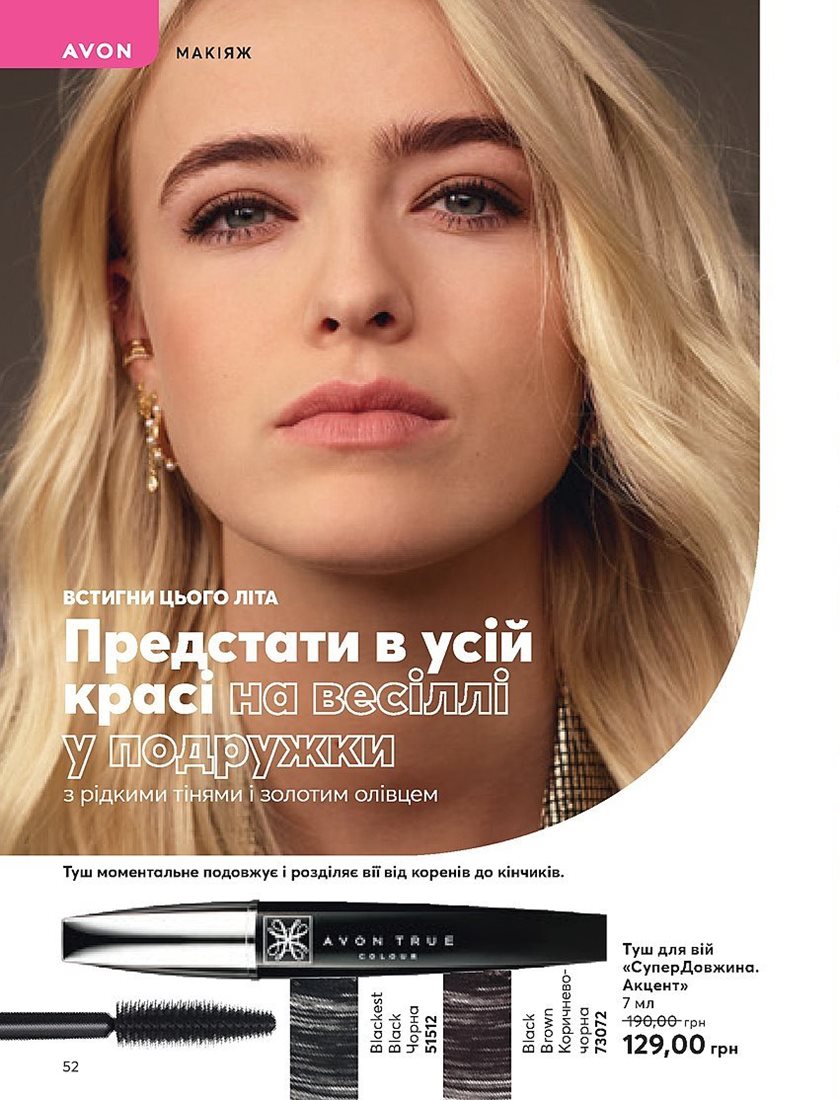 AVON
МАКІЯЖ
ВСТИГНИ ЦЬОГО ЛІТА
Предстати в усій
красі на весіллі
у подружки
з рідкими тінями і золотим олівцем
Туш моментальне подовжує і розділяє вії від коренів до кінчиків.
AVON TRUE
COLOUR
Blackest
Black
Чорна
51512
Black
Brown
Коричнево-
чорна
73072
Туш для вій
«СуперДовжина.
Акцент»
7 мл
190,00 грн
129,00 грн
52